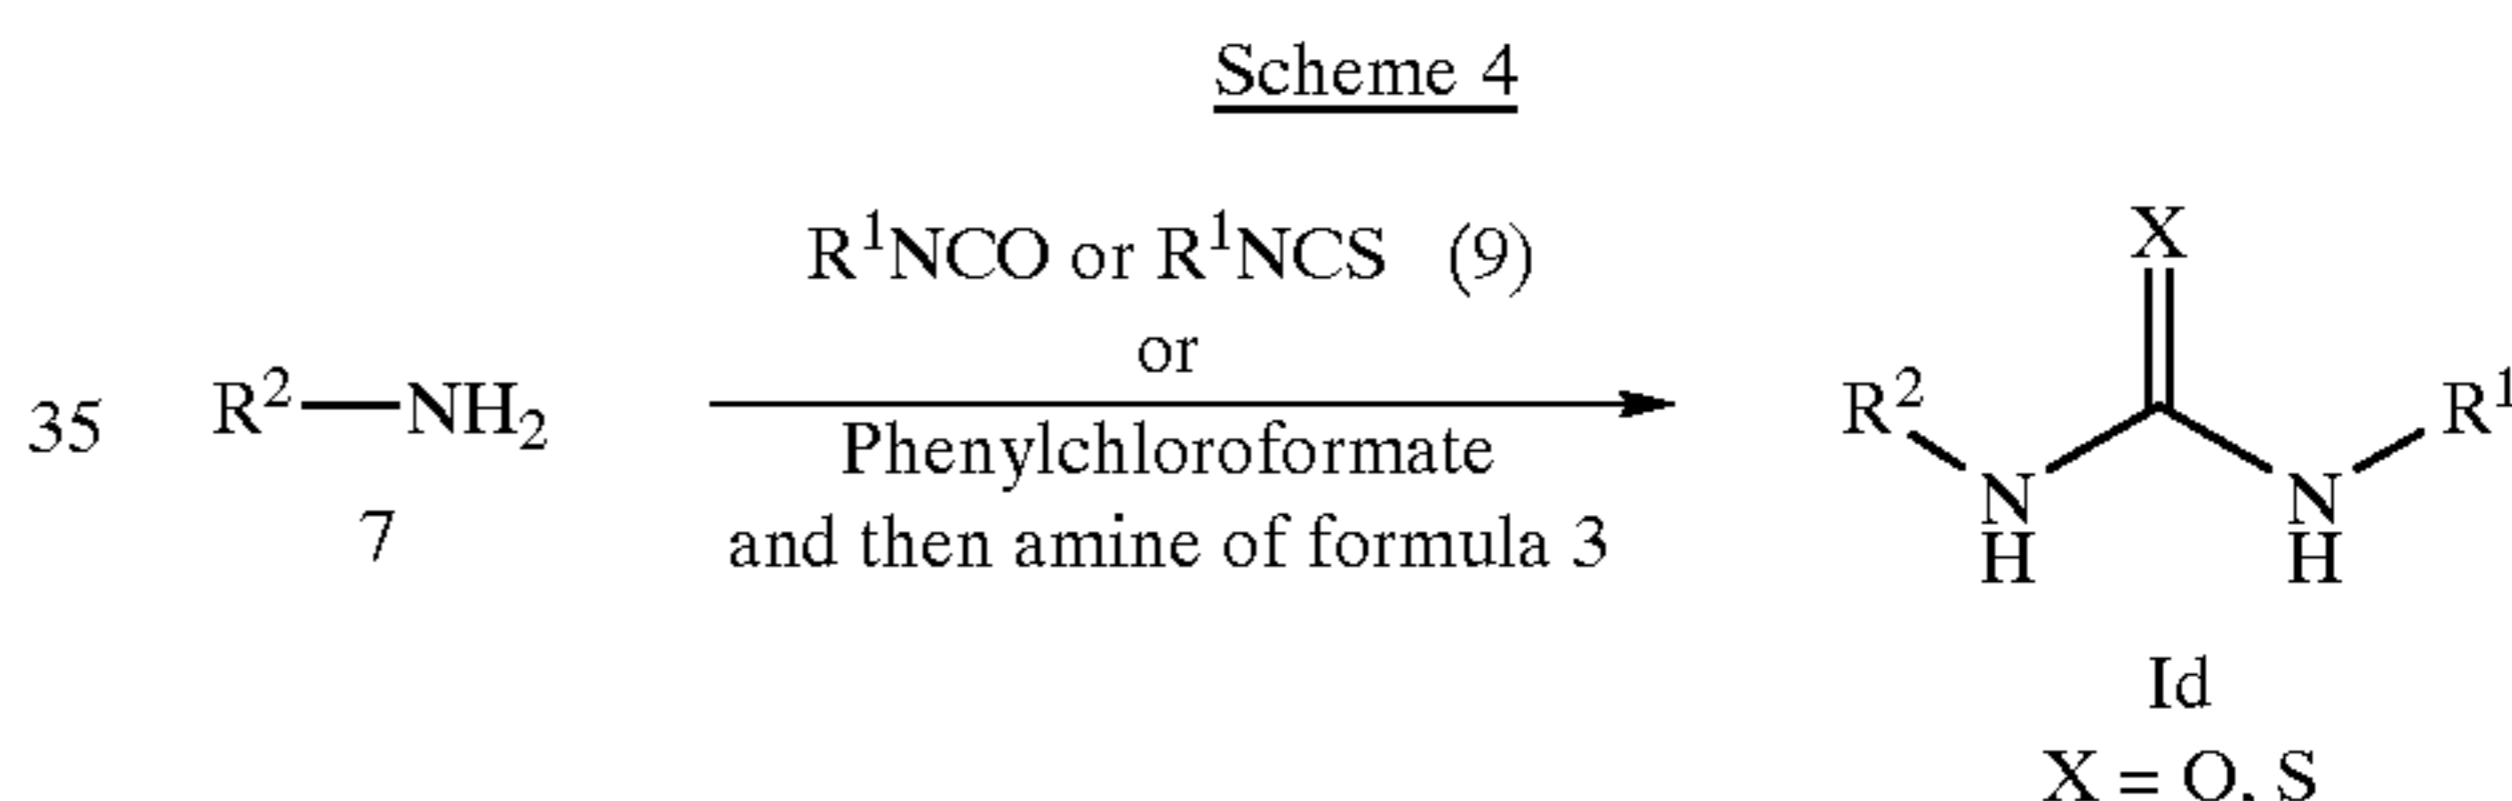 Scheme 4
R¹NCO or R¹NCS (9)
or
35 R²—NH₂
Phenylchloroformate
and then amine of formula 3
7
X
R² R¹
N N
H H
Id
X = O, S